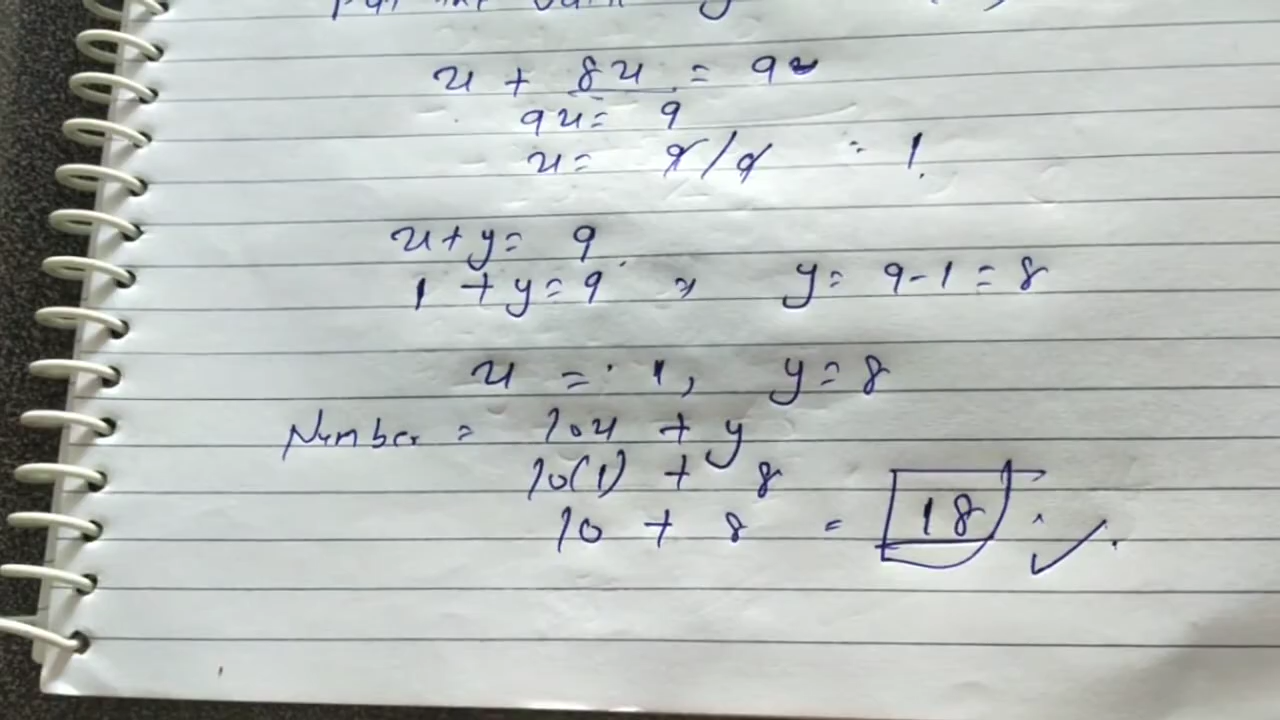 x + 8x = 9
9x = 9
x = 9/9 = 1
x + y = 9
1 + y = 9 ⇒ y = 9 - 1 = 8
x = 1, y = 8
Number = 10x + y
10(1) + 8
10 + 8 = 18